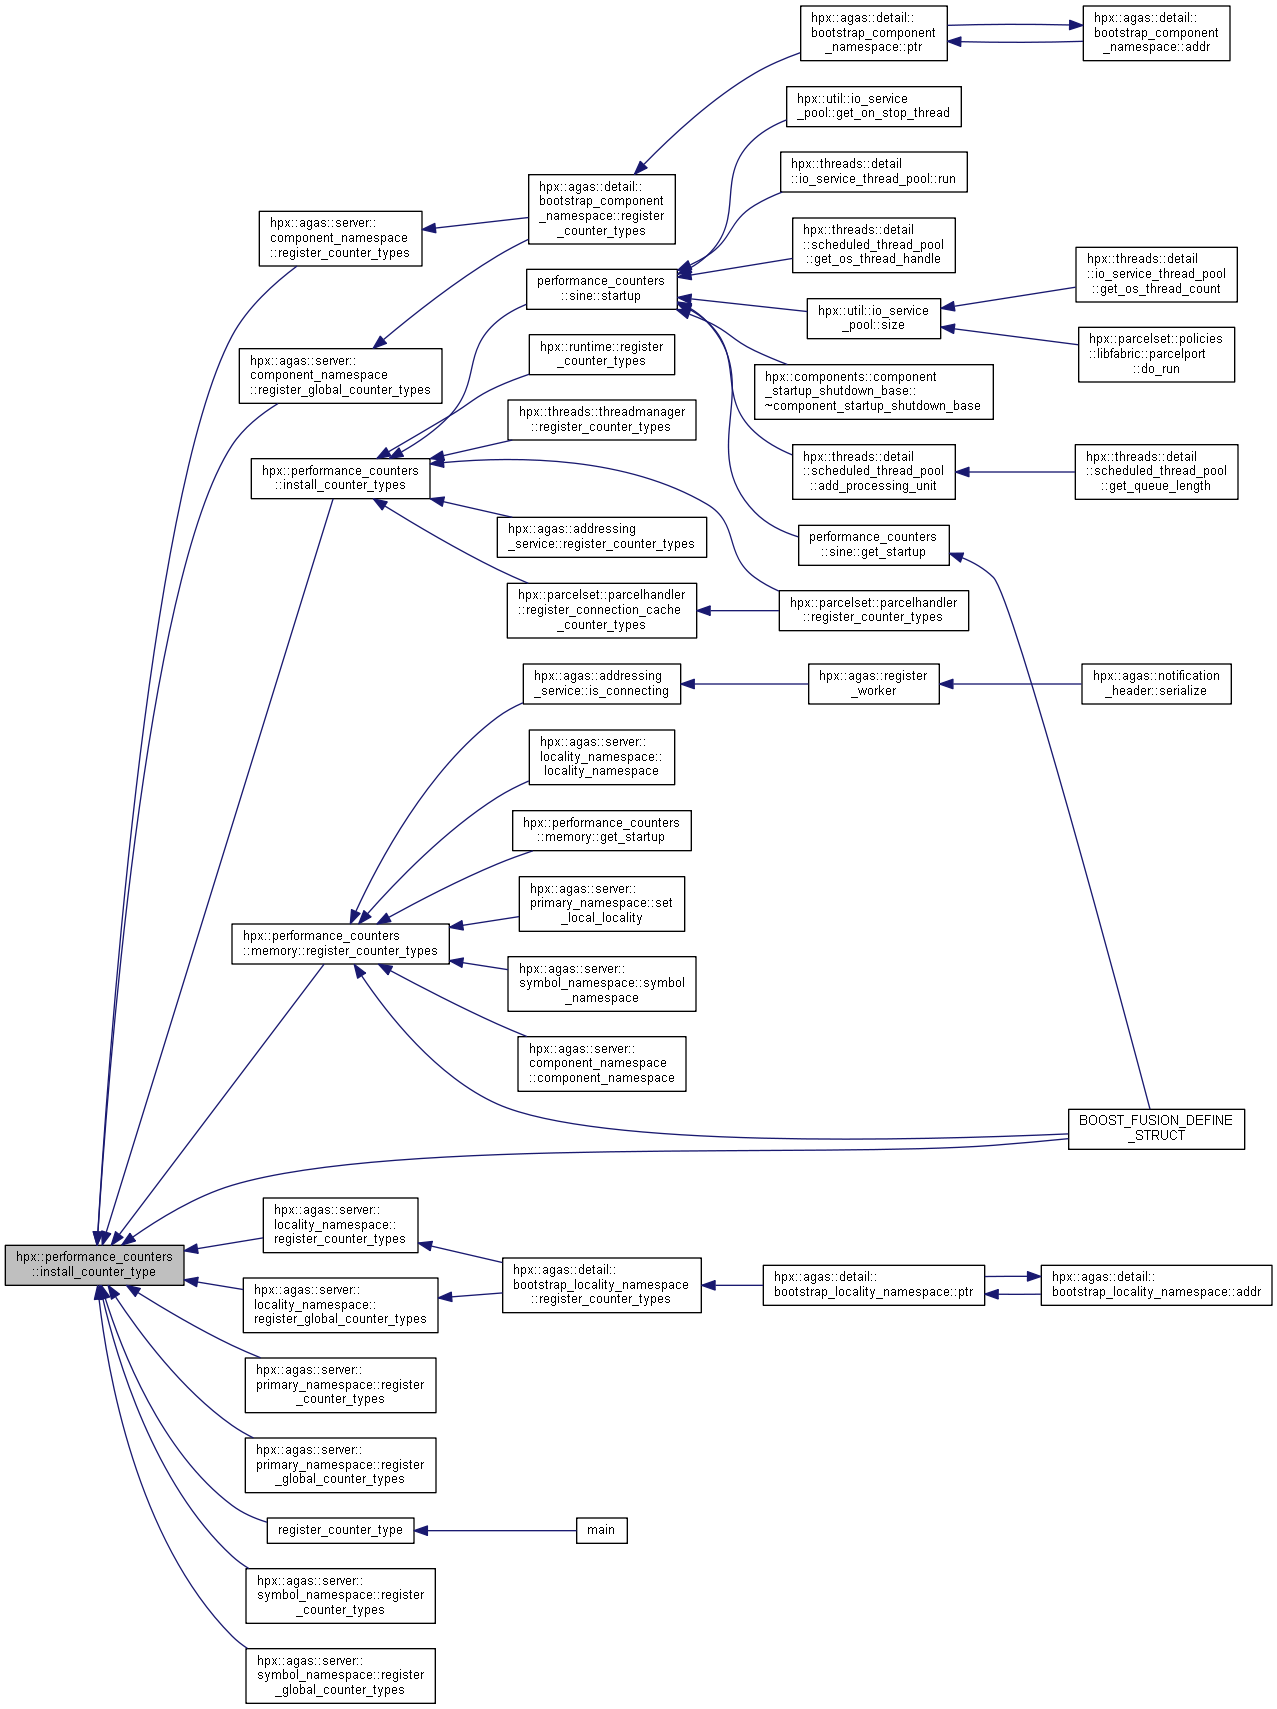 hpx::agas::detail::
bootstrap_component
_namespace::ptr
hpx::agas::detail::
bootstrap_component
_namespace::addr
hpx::util::io_service
_pool::get_on_stop_thread
hpx::threads::detail
::io_service_thread_pool::run
hpx::agas::detail::
bootstrap_component
_namespace::register
_counter_types
hpx::agas::server::
component_namespace
::register_counter_types
hpx::threads::detail
::scheduled_thread_pool
::get_os_thread_handle
performance_counters
::sine::startup
hpx::threads::detail
::io_service_thread_pool
::get_os_thread_count
hpx::util::io_service
_pool::size
hpx::runtime::register
_counter_types
hpx::parcelset::policies
::libfabric::parcelport
::do_run
hpx::agas::server::
component_namespace
::register_global_counter_types
hpx::components::component
_startup_shutdown_base::
~component_startup_shutdown_base
hpx::threads::threadmanager
::register_counter_types
hpx::performance_counters
::install_counter_types
hpx::threads::detail
::scheduled_thread_pool
::add_processing_unit
hpx::threads::detail
::scheduled_thread_pool
::get_queue_length
hpx::agas::addressing
_service::register_counter_types
performance_counters
::sine::get_startup
hpx::parcelset::parcelhandler
::register_connection_cache
_counter_types
hpx::parcelset::parcelhandler
::register_counter_types
hpx::agas::addressing
_service::is_connecting
hpx::agas::register
_worker
hpx::agas::notification
_header::serialize
hpx::agas::server::
locality_namespace::
locality_namespace
hpx::performance_counters
::memory::get_startup
hpx::agas::server::
primary_namespace::set
_local_locality
hpx::performance_counters
::memory::register_counter_types
hpx::agas::server::
symbol_namespace::symbol
_namespace
hpx::agas::server::
component_namespace
::component_namespace
BOOST_FUSION_DEFINE
_STRUCT
hpx::agas::server::
locality_namespace::
register_counter_types
hpx::performance_counters
::install_counter_type
hpx::agas::detail::
bootstrap_locality_namespace
::register_counter_types
hpx::agas::detail::
bootstrap_locality_namespace::ptr
hpx::agas::detail::
bootstrap_locality_namespace::addr
hpx::agas::server::
locality_namespace::
register_global_counter_types
hpx::agas::server::
primary_namespace::register
_counter_types
hpx::agas::server::
primary_namespace::register
_global_counter_types
register_counter_type
main
hpx::agas::server::
symbol_namespace::register
_counter_types
hpx::agas::server::
symbol_namespace::register
_global_counter_types